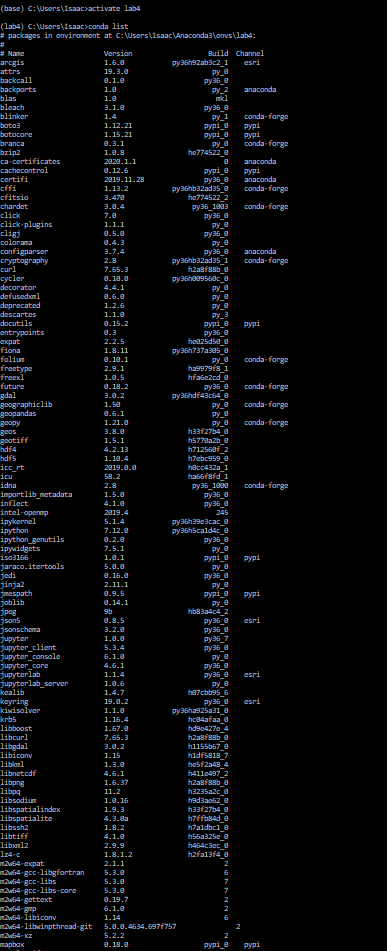 (base) C:\Users\Isaac>activate lab4
(lab4) C:\Users\Isaac>conda list
# packages in environment at C:\Users\Isaac\Anaconda3\envs\lab4:
#
# Name Version Build Channel
arcgis 1.6.0 py36h92ab3c2_1 esri
attrs 19.3.0 py_0
backcall 0.1.0 py36_0
backports 1.0 py_2 anaconda
blas 1.0 mkl
bleach 3.1.0 py36_0
blinker 1.4 py_1 conda-forge
boto3 1.12.21 pypi_0 pypi
botocore 1.15.21 pypi_0 pypi
branca 0.3.1 py_0 conda-forge
bzip2 1.0.8 he774522_0
ca-certificates 2020.1.1 0 anaconda
cachecontrol 0.12.6 pypi_0 pypi
certifi 2019.11.28 py36_0 anaconda
cffi 1.13.2 py36hb32ad35_0 conda-forge
cfitsio 3.470 he774522_2
chardet 3.0.4 py36_1003 conda-forge
click 7.0 py36_0
click-plugins 1.1.1 py_0
cligj 0.5.0 py36_0
colorama 0.4.3 py_0
configparser 3.7.4 py36_0 anaconda
cryptography 2.8 py36hb32ad35_1 conda-forge
curl 7.65.3 h2a8f88b_0
cycler 0.10.0 py36h009560c_0
decorator 4.4.1 py_0
defusedxml 0.6.0 py_0
deprecated 1.2.6 py_0
descartes 1.1.0 py_3
docutils 0.15.2 pypi_0 pypi
entrypoints 0.3 py36_0
expat 2.2.5 he025d50_0
fiona 1.8.11 py36h737a305_0
folium 0.10.1 py_0 conda-forge
freetype 2.9.1 ha9979f8_1
freexl 1.0.5 hfa6e2cd_0
future 0.18.2 py36_0 conda-forge
gdal 3.0.2 py36hdf43c64_0
geographiclib 1.50 py_0 conda-forge
geopandas 0.6.1 py_0
geopy 1.21.0 py_0 conda-forge
geos 3.8.0 h33f27b4_0
geotiff 1.5.1 h5770a2b_0
hdf4 4.2.13 h712560f_2
hdf5 1.10.4 h7ebc959_0
icc_rt 2019.0.0 h0cc432a_1
icu 58.2 ha66f8fd_1
idna 2.8 py36_1000 conda-forge
importlib_metadata 1.5.0 py36_0
inflect 4.1.0 py36_0
intel-openmp 2019.4 245
ipykernel 5.1.4 py36h39e3cac_0
ipython 7.12.0 py36h5ca1d4c_0
ipython_genutils 0.2.0 py36_0
ipywidgets 7.5.1 py_0
iso3166 1.0.1 pypi_0 pypi
jaraco.itertools 5.0.0 py_0
jedi 0.16.0 py36_0
jinja2 2.11.1 py_0
jmespath 0.9.5 pypi_0 pypi
joblib 0.14.1 py_0
jpeg 9b hb83a4c4_2
json5 0.8.5 py36_0 esri
jsonschema 3.2.0 py36_0
jupyter 1.0.0 py36_7
jupyter_client 5.3.4 py36_0
jupyter_console 6.1.0 py_0
jupyter_core 4.6.1 py36_0
jupyterlab 1.1.4 py36_0 esri
jupyterlab_server 1.0.6 py_0
kealib 1.4.7 h07cbb95_6
keyring 19.0.2 py36_0 esri
kiwisolver 1.1.0 py36ha925a31_0
krb5 1.16.4 hc04afaa_0
libboost 1.67.0 hd9e427e_4
libcurl 7.65.3 h2a8f88b_0
libgdal 3.0.2 h1155b67_0
libiconv 1.15 h1df5818_7
libkml 1.3.0 he5f2a48_4
libnetcdf 4.6.1 h411e497_2
libpng 1.6.37 h2a8f88b_0
libpq 11.2 h3235a2c_0
libsodium 1.0.16 h9d3ae62_0
libspatialindex 1.9.3 h33f27b4_0
libspatialite 4.3.0a h7ffb84d_0
libssh2 1.8.2 h7a1dbc1_0
libtiff 4.1.0 h56a325e_0
libxml2 2.9.9 h464c3ec_0
lz4-c 1.8.1.2 h2fa13f4_0
m2w64-expat 2.1.1 2
m2w64-gcc-libgfortran 5.3.0 6
m2w64-gcc-libs 5.3.0 7
m2w64-gcc-libs-core 5.3.0 7
m2w64-gettext 0.19.7 2
m2w64-gmp 6.1.0 2
m2w64-libiconv 1.14 6
m2w64-libwinpthread-git 5.0.0.4634.697f757 2
m2w64-xz 5.2.2 2
mapbox 0.18.0 pypi_0 pypi